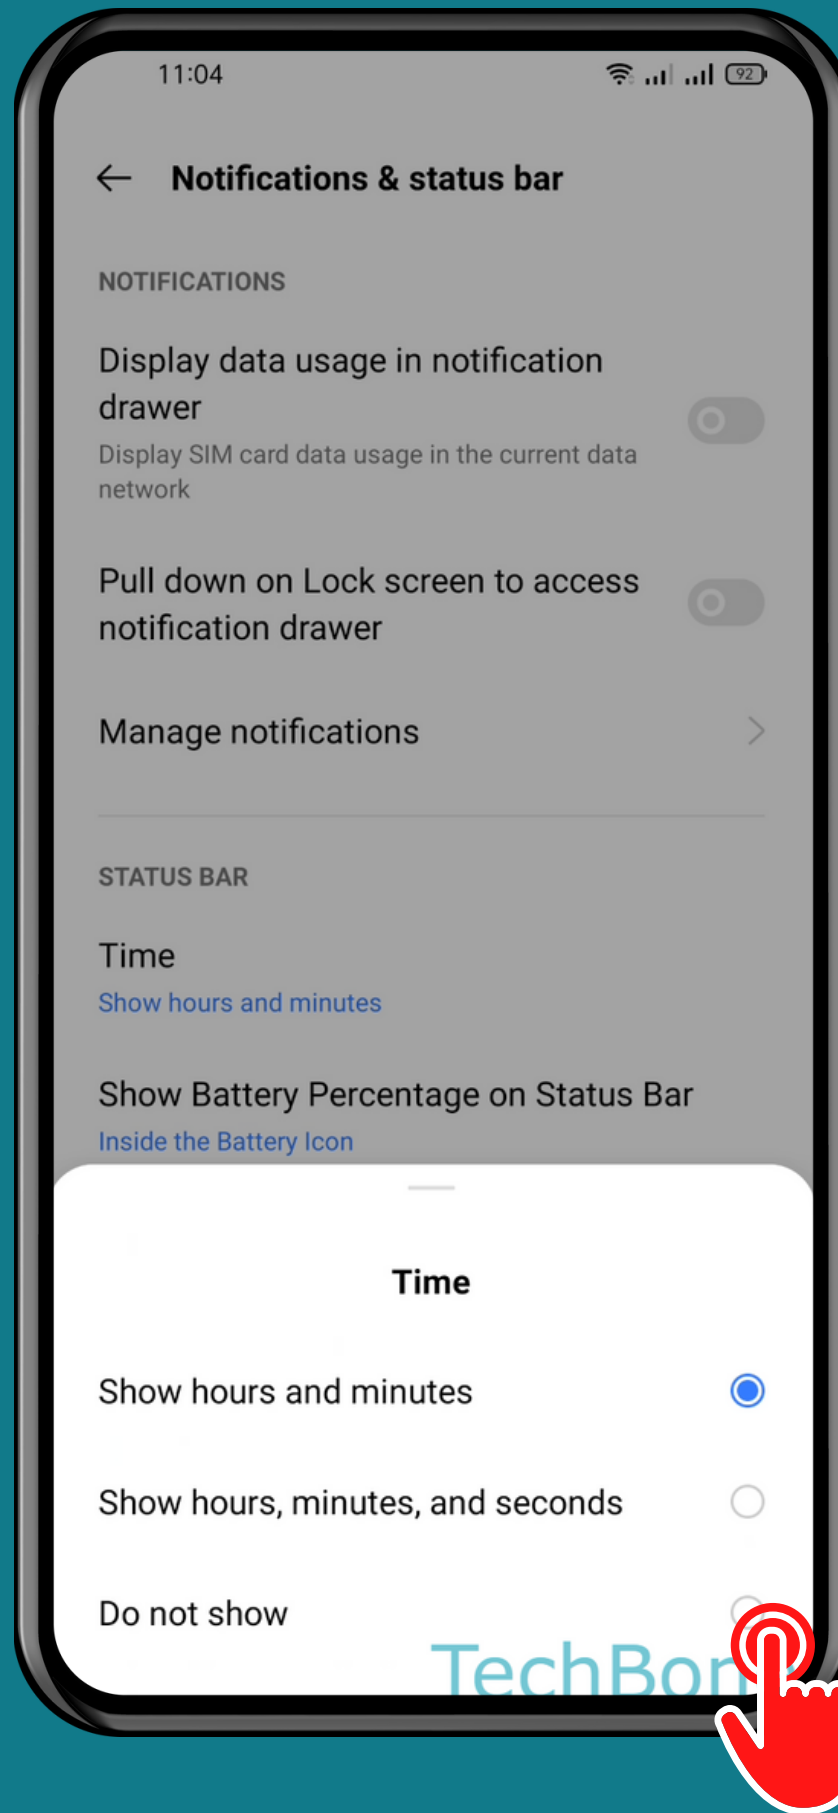 11:04
92
Notifications & status bar
NOTIFICATIONS
Display data usage in notification
drawer
Display SIM card data usage in the current data
network
Pull down on Lock screen to access
notification drawer
Manage notifications
STATUS BAR
Time
Show hours and minutes
Show Battery Percentage on Status Bar
Inside the Battery Icon
Time
Show hours and minutes
Show hours, minutes, and seconds
Do not show